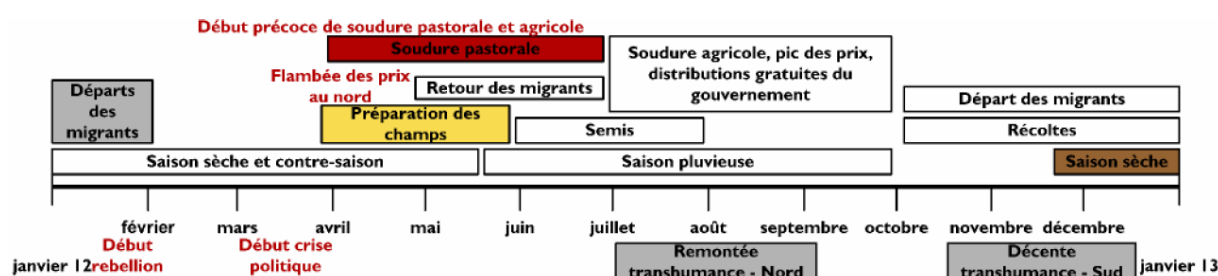 Début précoce de soudure pastorale et agricole
Soudure pastorale
Soudure agricole, pic des prix,
distributions gratuites du
gouvernement
Flambée des prix
au nord
Retour des migrants
Départs
des
migrants
Départ des migrants
Préparation des
champs
Semis
Récoltes
Saison sèche et contre-saison
Saison pluvieuse
Saison sèche
février
mars
avril
mai
juin
juillet
août
septembre
octobre
novembre
décembre
janvier 12
Début
rebellion
Début crise
politique
Remontée
transhumance - Nord
Décente
transhumance - Sud
janvier 13